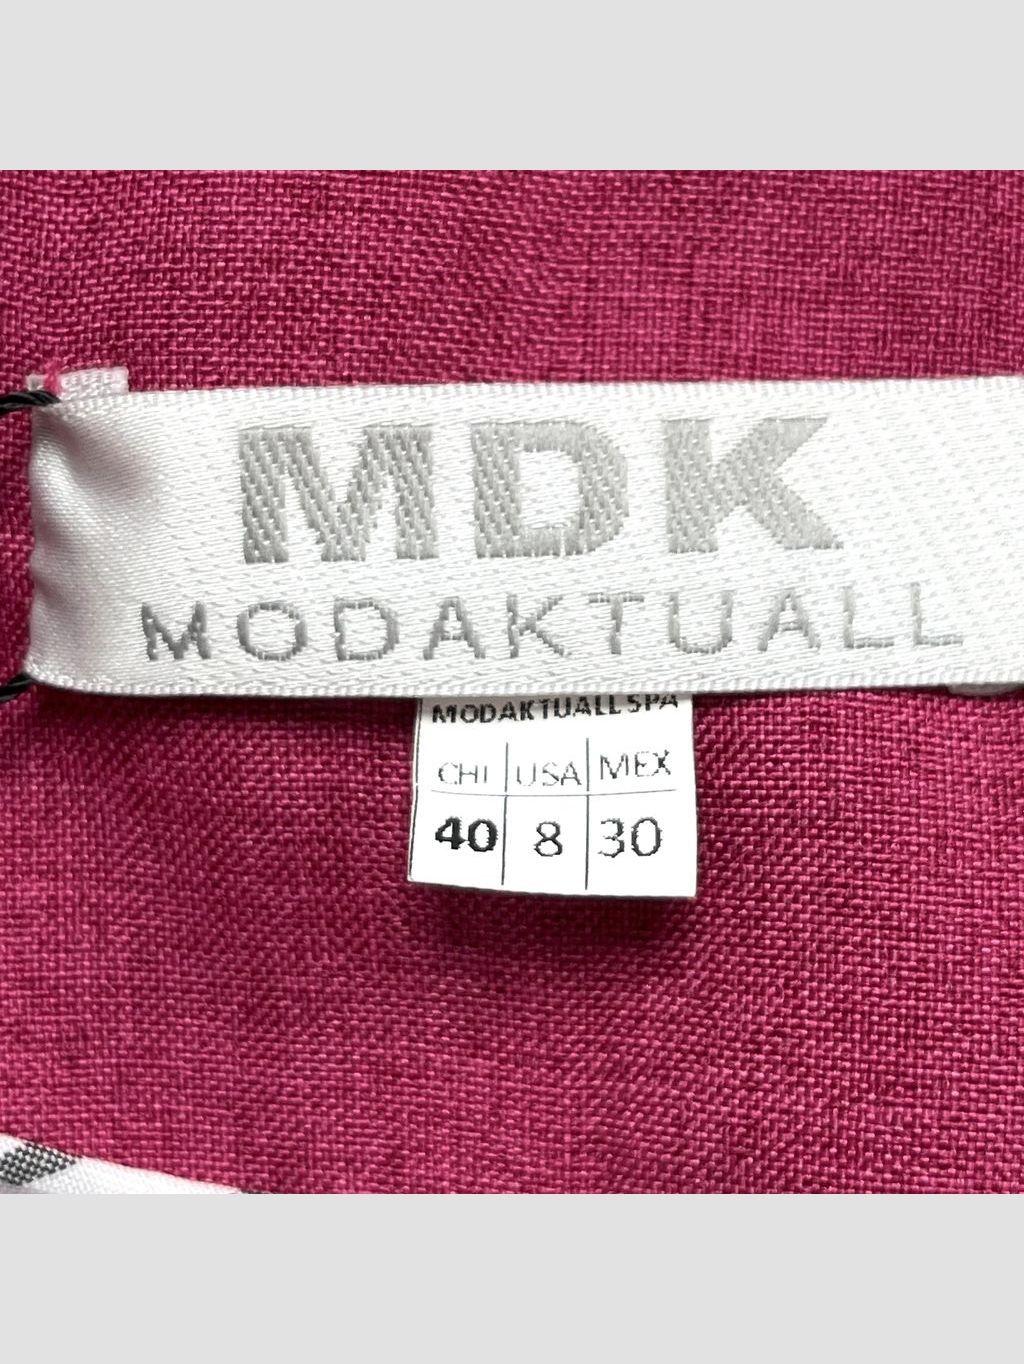 MDK
MODAKTUALL
MODAKTUALL SPA
CHI USA MEX
40 8 30